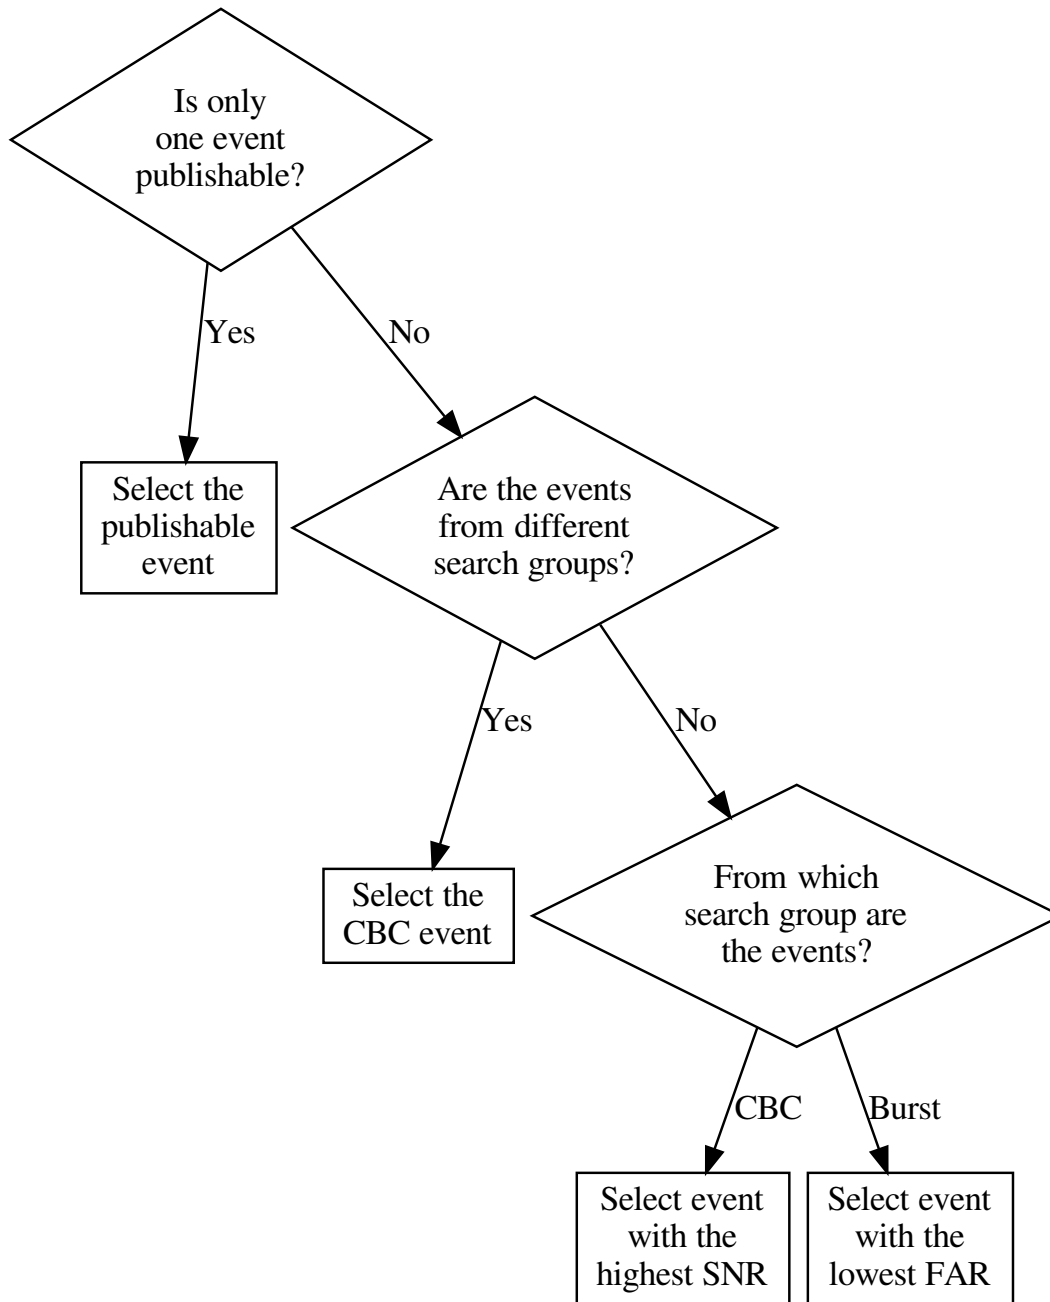 Is only
one event
publishable?
Yes
No
Select the
publishable
event
Are the events
from different
search groups?
Yes
No
Select the
CBC event
From which
search group are
the events?
CBC
Burst
Select event
with the
highest SNR
Select event
with the
lowest FAR